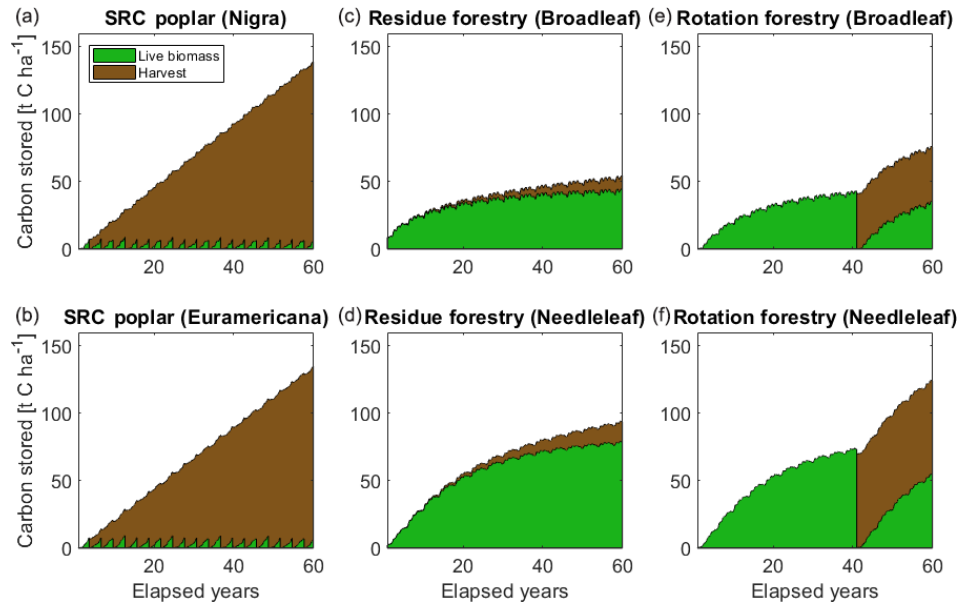 (a) SRC poplar (Nigra)
Carbon stored [t C ha⁻¹]
150
100
50
0
20 40 60
Live biomass
Harvest
(c) Residue forestry (Broadleaf)
150
100
50
0
20 40 60
(e) Rotation forestry (Broadleaf)
150
100
50
0
20 40 60
(b) SRC poplar (Euramericana)
Carbon stored [t C ha⁻¹]
150
100
50
0
20 40 60
Elapsed years
(d) Residue forestry (Needleleaf)
150
100
50
0
20 40 60
Elapsed years
(f) Rotation forestry (Needleleaf)
150
100
50
0
20 40 60
Elapsed years